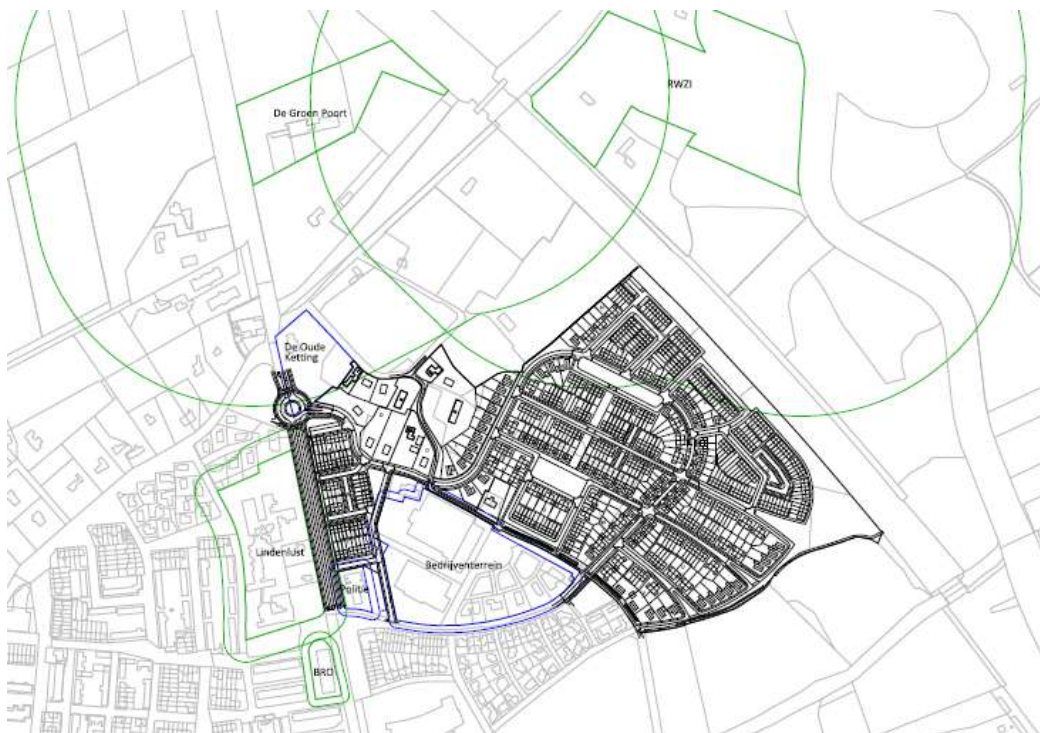 RWZI
De Groen Poort
De Oude
Ketting
Lindenlust
Bedrijventerrein
Politie
BRO